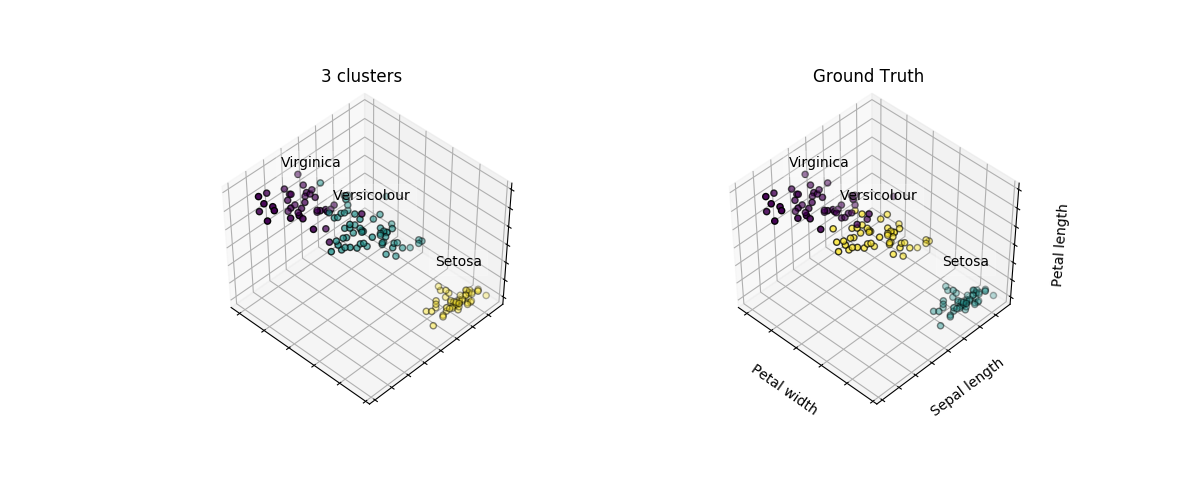 3 clusters
Virginica
Versicolour
Setosa
Ground Truth
Virginica
Versicolour
Setosa
Petal length
Petal width
Sepal length